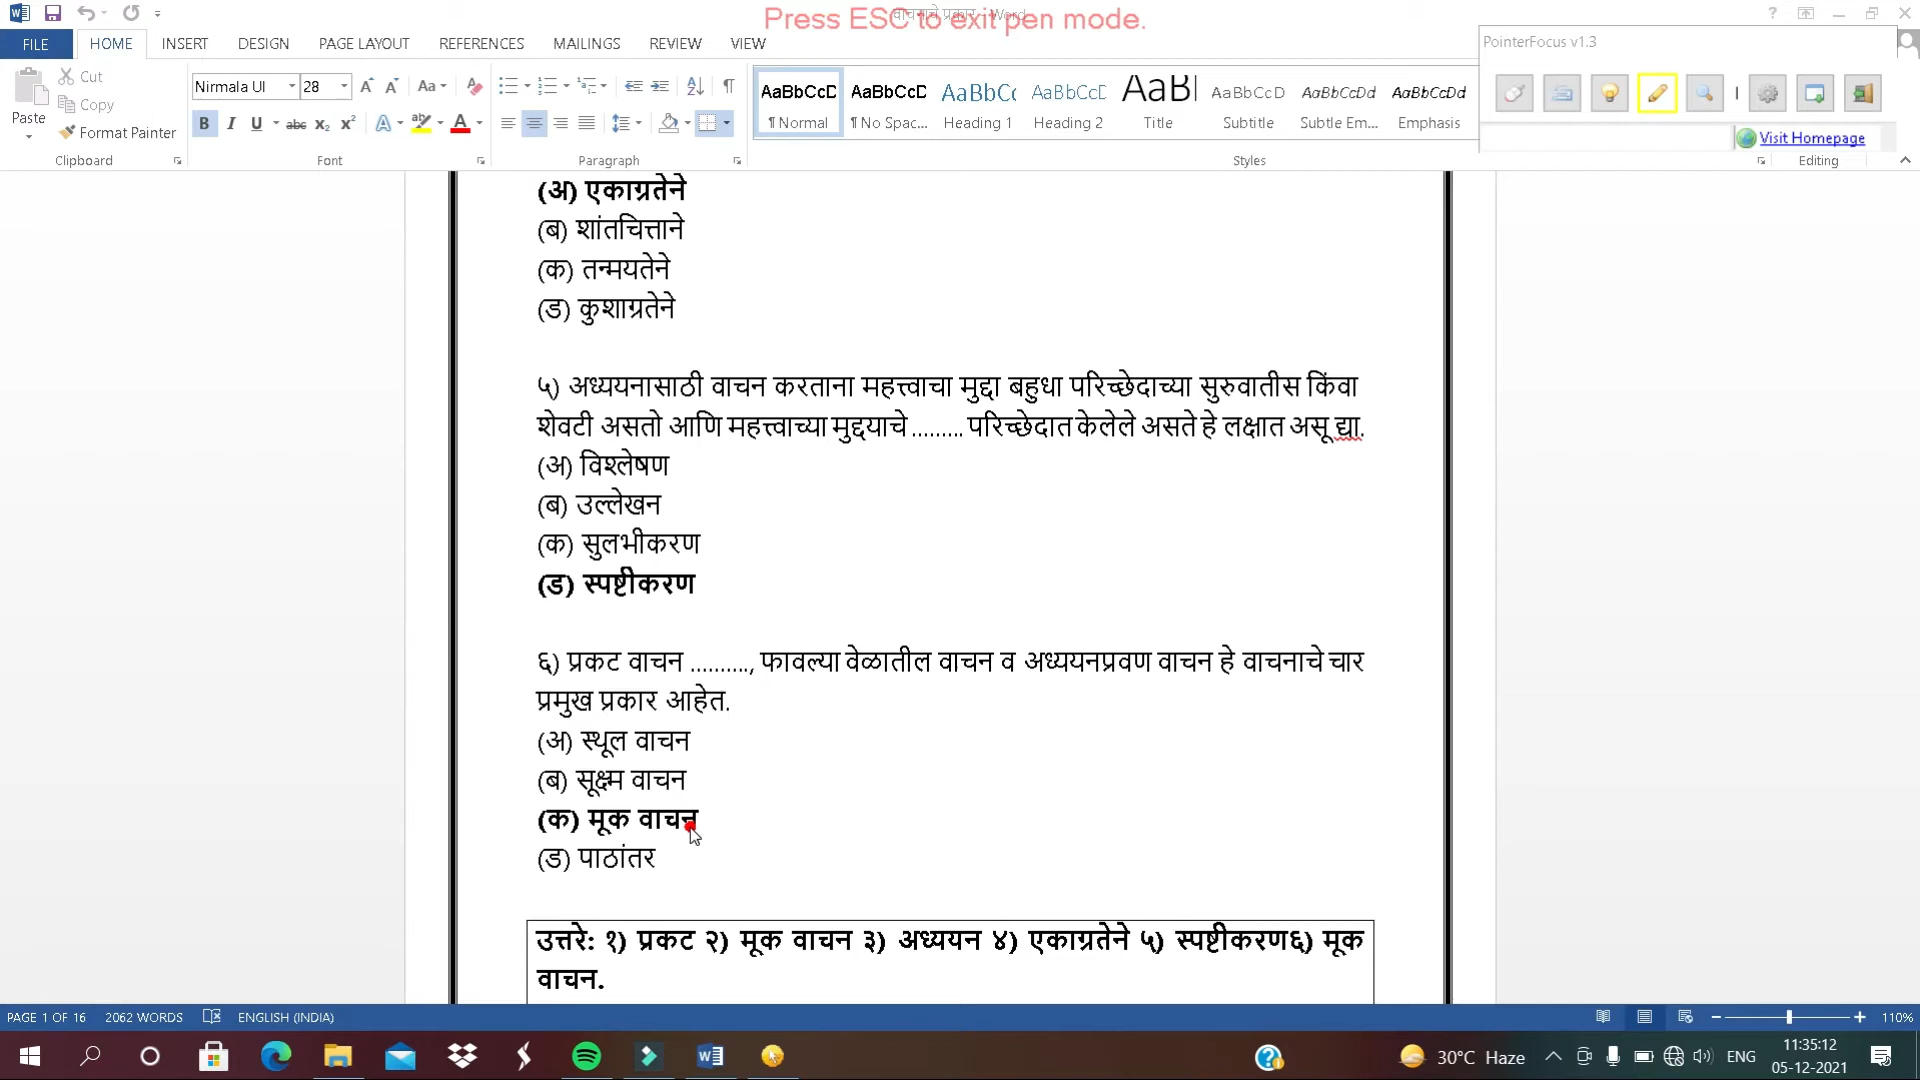 वाचनाचे प्रकार - Word
Press ESC to exit pen mode.
FILE HOME INSERT DESIGN PAGE LAYOUT REFERENCES MAILINGS REVIEW VIEW
PointerFocus v1.3
Paste
Cut
Copy
Format Painter
Nirmala UI 28
AaBbCcD AaBbCcD AaBbCc AaBbCcD AaBl AaBbCcD AaBbCcDd AaBbCcDd
¶ Normal ¶ No Spac... Heading 1 Heading 2 Title Subtitle Subtle Em... Emphasis
Visit Homepage
Clipboard Font Paragraph Styles Editing
(अ) एकाग्रतेने
(ब) शांतचित्ताने
(क) तन्मयतेने
(ड) कुशाग्रतेने
५) अध्ययनासाठी वाचन करताना महत्त्वाचा मुद्दा बहुधा परिच्छेदाच्या सुरुवातीस किंवा
शेवटी असतो आणि महत्त्वाच्या मुद्दयाचे ......... परिच्छेदात केलेले असते हे लक्षात असू द्या.
(अ) विश्लेषण
(ब) उल्लेखन
(क) सुलभीकरण
(ड) स्पष्टीकरण
६) प्रकट वाचन .........., फावल्या वेळातील वाचन व अध्ययनप्रवण वाचन हे वाचनाचे चार
प्रमुख प्रकार आहेत.
(अ) स्थूल वाचन
(ब) सूक्ष्म वाचन
(क) मूक वाचन
(ड) पाठांतर
उत्तरे: १) प्रकट २) मूक वाचन ३) अध्ययन ४) एकाग्रतेने ५) स्पष्टीकरण६) मूक
वाचन.
PAGE 1 OF 16 2062 WORDS ENGLISH (INDIA) 110%
30°C Haze ENG
11:35:12
05-12-2021